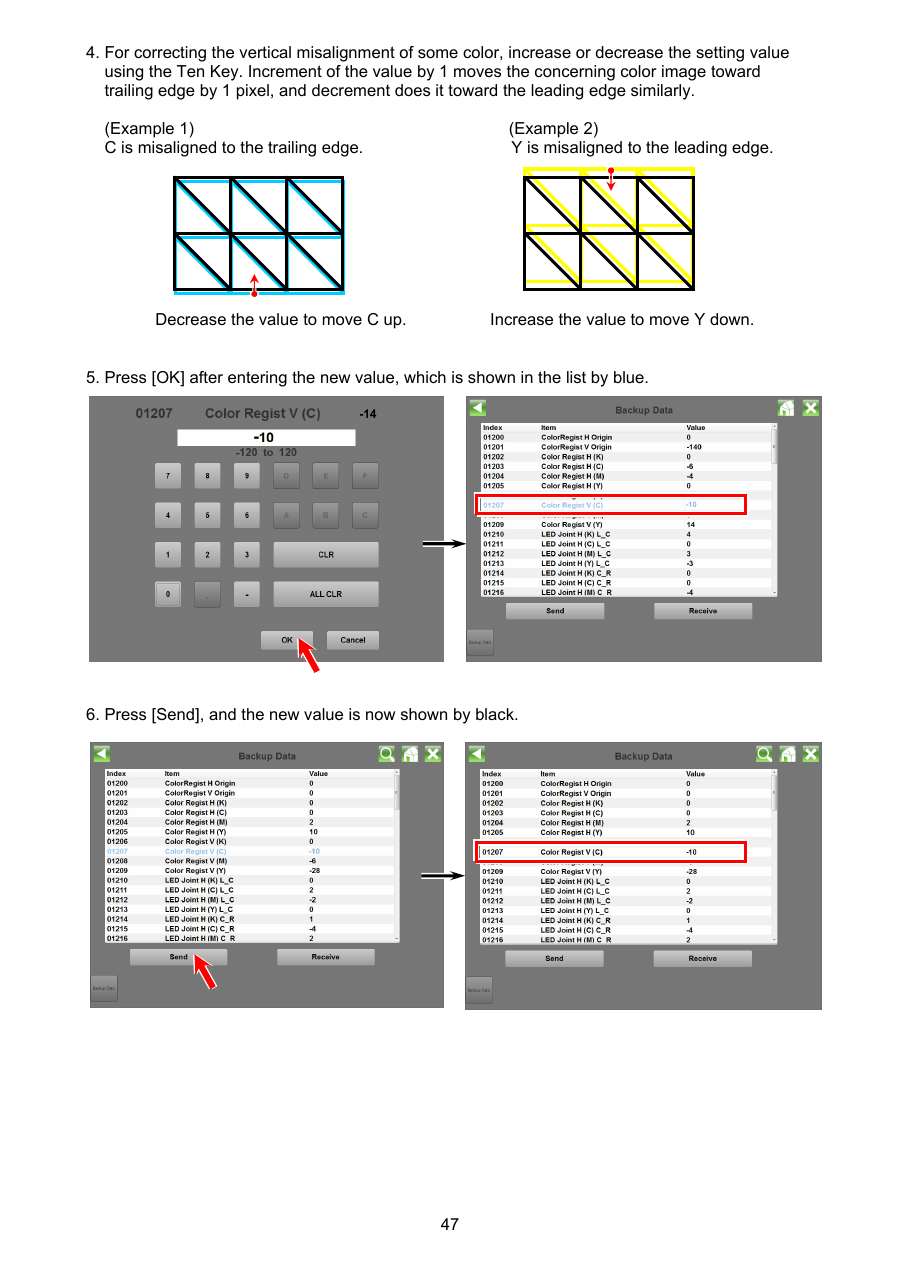 4. For correcting the vertical misalignment of some color, increase or decrease the setting value
using the Ten Key. Increment of the value by 1 moves the concerning color image toward
trailing edge by 1 pixel, and decrement does it toward the leading edge similarly.
(Example 1)
C is misaligned to the trailing edge.
(Example 2)
Y is misaligned to the leading edge.
Decrease the value to move C up.
Increase the value to move Y down.
5. Press [OK] after entering the new value, which is shown in the list by blue.
01207 Color Regist V (C) -14
-10
-120 to 120
7 8 9 D E F
4 5 6 A B C
1 2 3 CLR
0 . - ALL CLR
OK Cancel
Backup Data
Index Item Value
01200 ColorRegist H Origin 0
01201 ColorRegist V Origin -140
01202 Color Regist H (K) 0
01203 Color Regist H (C) -6
01204 Color Regist H (M) -4
01205 Color Regist H (Y) 0
01207 Color Regist V (C) -10
01209 Color Regist V (Y) 14
01210 LED Joint H (K) L_C 4
01211 LED Joint H (C) L_C 0
01212 LED Joint H (M) L_C 3
01213 LED Joint H (Y) L_C -3
01214 LED Joint H (K) C_R 0
01215 LED Joint H (C) C_R 0
01216 LED Joint H (M) C_R -4
Send Receive
Backup Data
6. Press [Send], and the new value is now shown by black.
Backup Data
Index Item Value
01200 ColorRegist H Origin 0
01201 ColorRegist V Origin 0
01202 Color Regist H (K) 0
01203 Color Regist H (C) 0
01204 Color Regist H (M) 2
01205 Color Regist H (Y) 10
01206 Color Regist V (K) 0
01207 Color Regist V (C) -10
01208 Color Regist V (M) -6
01209 Color Regist V (Y) -28
01210 LED Joint H (K) L_C 0
01211 LED Joint H (C) L_C 2
01212 LED Joint H (M) L_C -2
01213 LED Joint H (Y) L_C 0
01214 LED Joint H (K) C_R 1
01215 LED Joint H (C) C_R -4
01216 LED Joint H (M) C_R 2
Send Receive
Backup Data
Backup Data
Index Item Value
01200 ColorRegist H Origin 0
01201 ColorRegist V Origin 0
01202 Color Regist H (K) 0
01203 Color Regist H (C) 0
01204 Color Regist H (M) 2
01205 Color Regist H (Y) 10
01207 Color Regist V (C) -10
01209 Color Regist V (Y) -28
01210 LED Joint H (K) L_C 0
01211 LED Joint H (C) L_C 2
01212 LED Joint H (M) L_C -2
01213 LED Joint H (Y) L_C 0
01214 LED Joint H (K) C_R 1
01215 LED Joint H (C) C_R -4
01216 LED Joint H (M) C_R 2
Send Receive
Backup Data
47